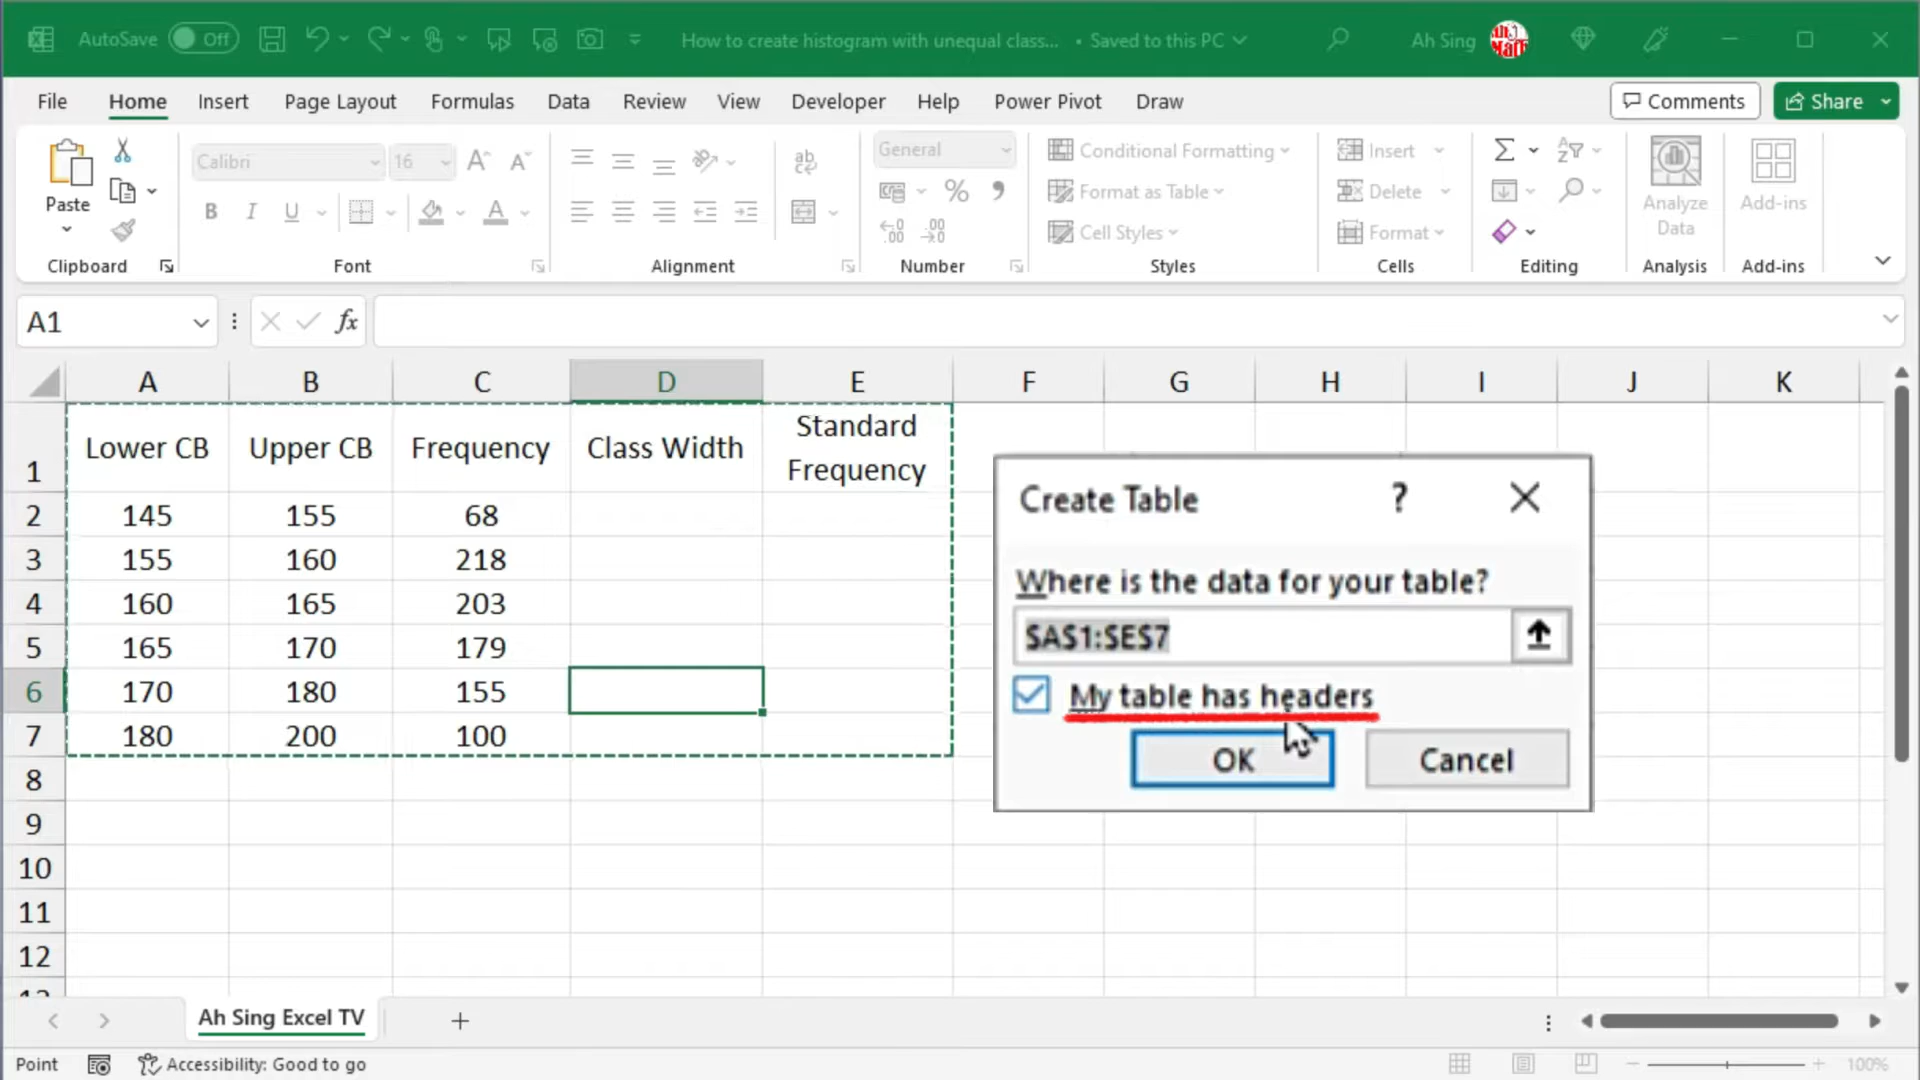 AutoSave Off How to create histogram with unequal class... • Saved to this PC Ah Sing
File Home Insert Page Layout Formulas Data Review View Developer Help Power Pivot Draw Comments Share
Paste
Clipboard
Calibri 16
B I U A
Font
Alignment
ab
General
% 9
.00 .00
Number
Conditional Formatting
Format as Table
Cell Styles
Styles
Insert
Delete
Format
Cells
Editing
Analyze
Data
Analysis
Add-ins
Add-ins
A1 fx
A B C D E F G H I J K
1 Lower CB Upper CB Frequency Class Width Standard Frequency
2 145 155 68
3 155 160 218
4 160 165 203
5 165 170 179
6 170 180 155
7 180 200 100
8
9
10
11
12
Create Table ? X
Where is the data for your table?
$A$1:$E$7
My table has headers
OK Cancel
Ah Sing Excel TV +
Point Accessibility: Good to go 100%